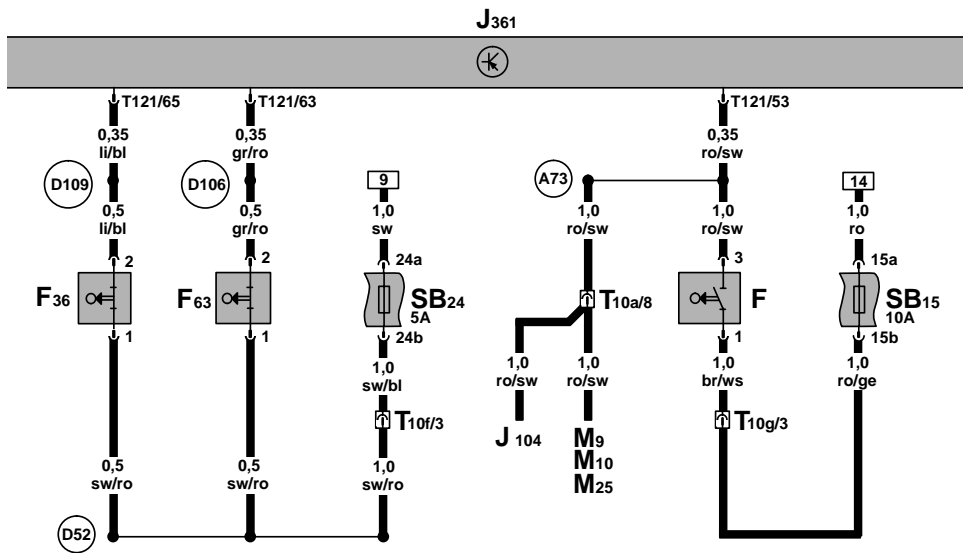 J361
T121/65 T121/63 T121/53
0,35 0,35 0,35
li/bl gr/ro ro/sw
D109 D106 9 A73 14
0,5 0,5 1,0 1,0 1,0 1,0
li/bl gr/ro sw ro/sw ro/sw ro
2 2 24a 3 15a
F36 F63 SB24 T10a/8 F SB15
5A 10A
1 1 24b 1 15b
1,0 1,0 1,0 1,0 1,0
sw/bl ro/sw ro/sw br/ws ro/ge
T10f/3 T10g/3
J 104 M9
M10
M25
0,5 0,5 1,0
sw/ro sw/ro sw/ro
D52